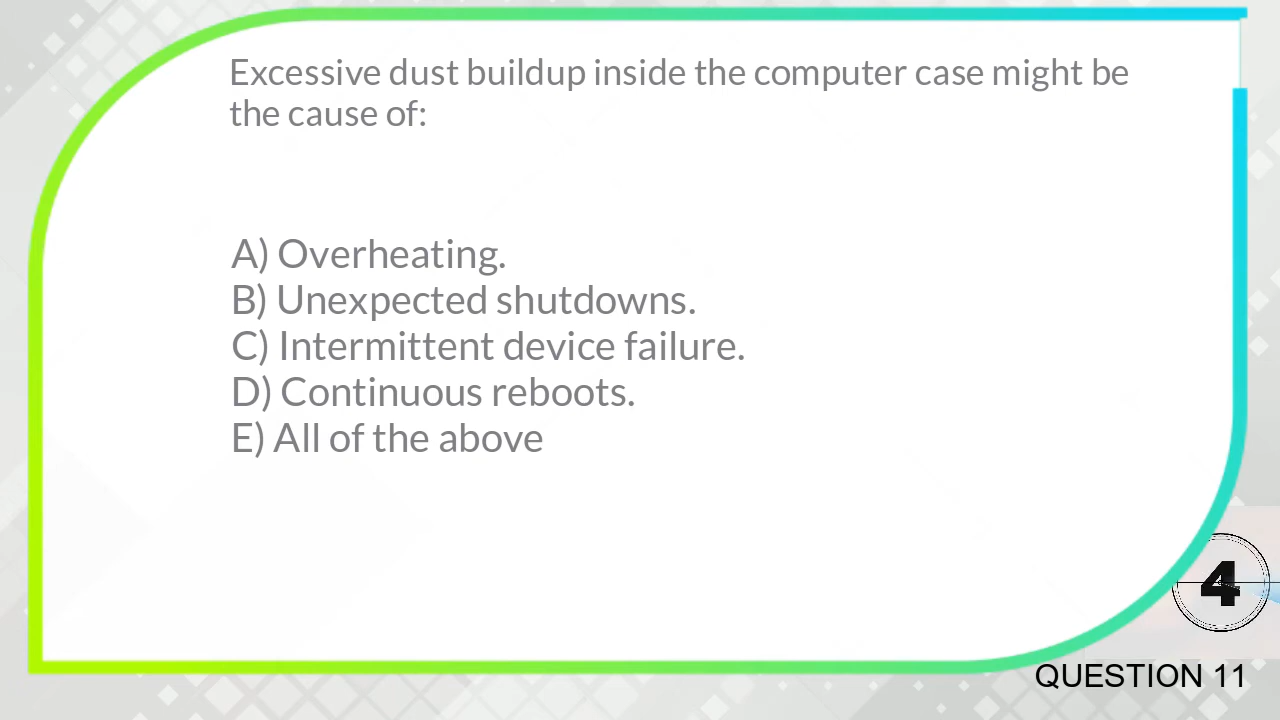 Excessive dust buildup inside the computer case might be
the cause of:
A) Overheating.
B) Unexpected shutdowns.
C) Intermittent device failure.
D) Continuous reboots.
E) All of the above
4
QUESTION 11